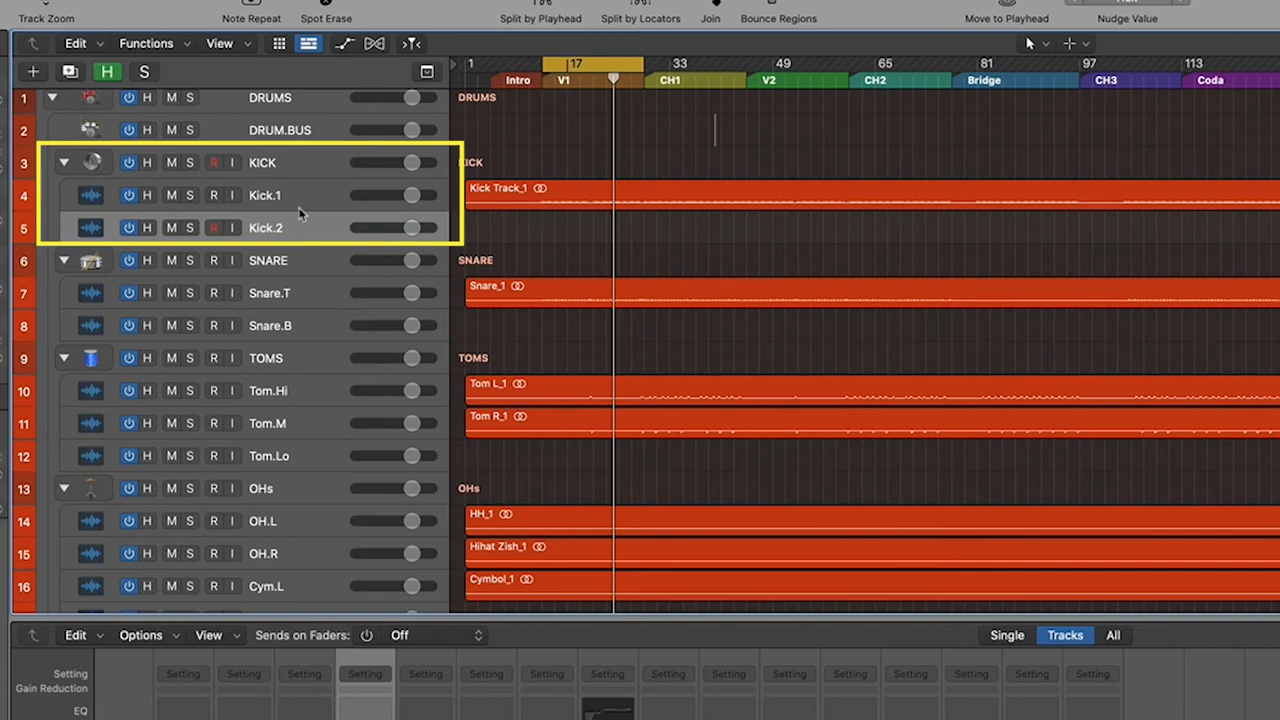 Track Zoom Note Repeat Spot Erase Split by Playhead Split by Locators Join Bounce Regions Move to Playhead Nudge Value
Edit Functions View
+ H S 1 17 33 49 65 81 97 113
Intro V1 CH1 V2 CH2 Bridge CH3 Coda
1 H M S DRUMS DRUMS
2 H M S DRUM.BUS
3 H M S R I KICK KICK
4 H M S R I Kick.1 Kick Track_1
5 H M S R I Kick.2
6 H M S R I SNARE SNARE
7 H M S R I Snare.T Snare_1
8 H M S R I Snare.B
9 H M S R I TOMS TOMS
10 H M S R I Tom.Hi Tom L_1
11 H M S R I Tom.M Tom R_1
12 H M S R I Tom.Lo
13 H M S R I OHs OHs
14 H M S R I OH.L HH_1
15 H M S R I OH.R Hihat Zish_1
16 H M S R I Cym.L Cymbol_1
Edit Options View Sends on Faders: Off Single Tracks All
Setting Setting Setting Setting Setting Setting Setting Setting Setting Setting Setting Setting Setting Setting Setting Setting Setting
Gain Reduction
EQ